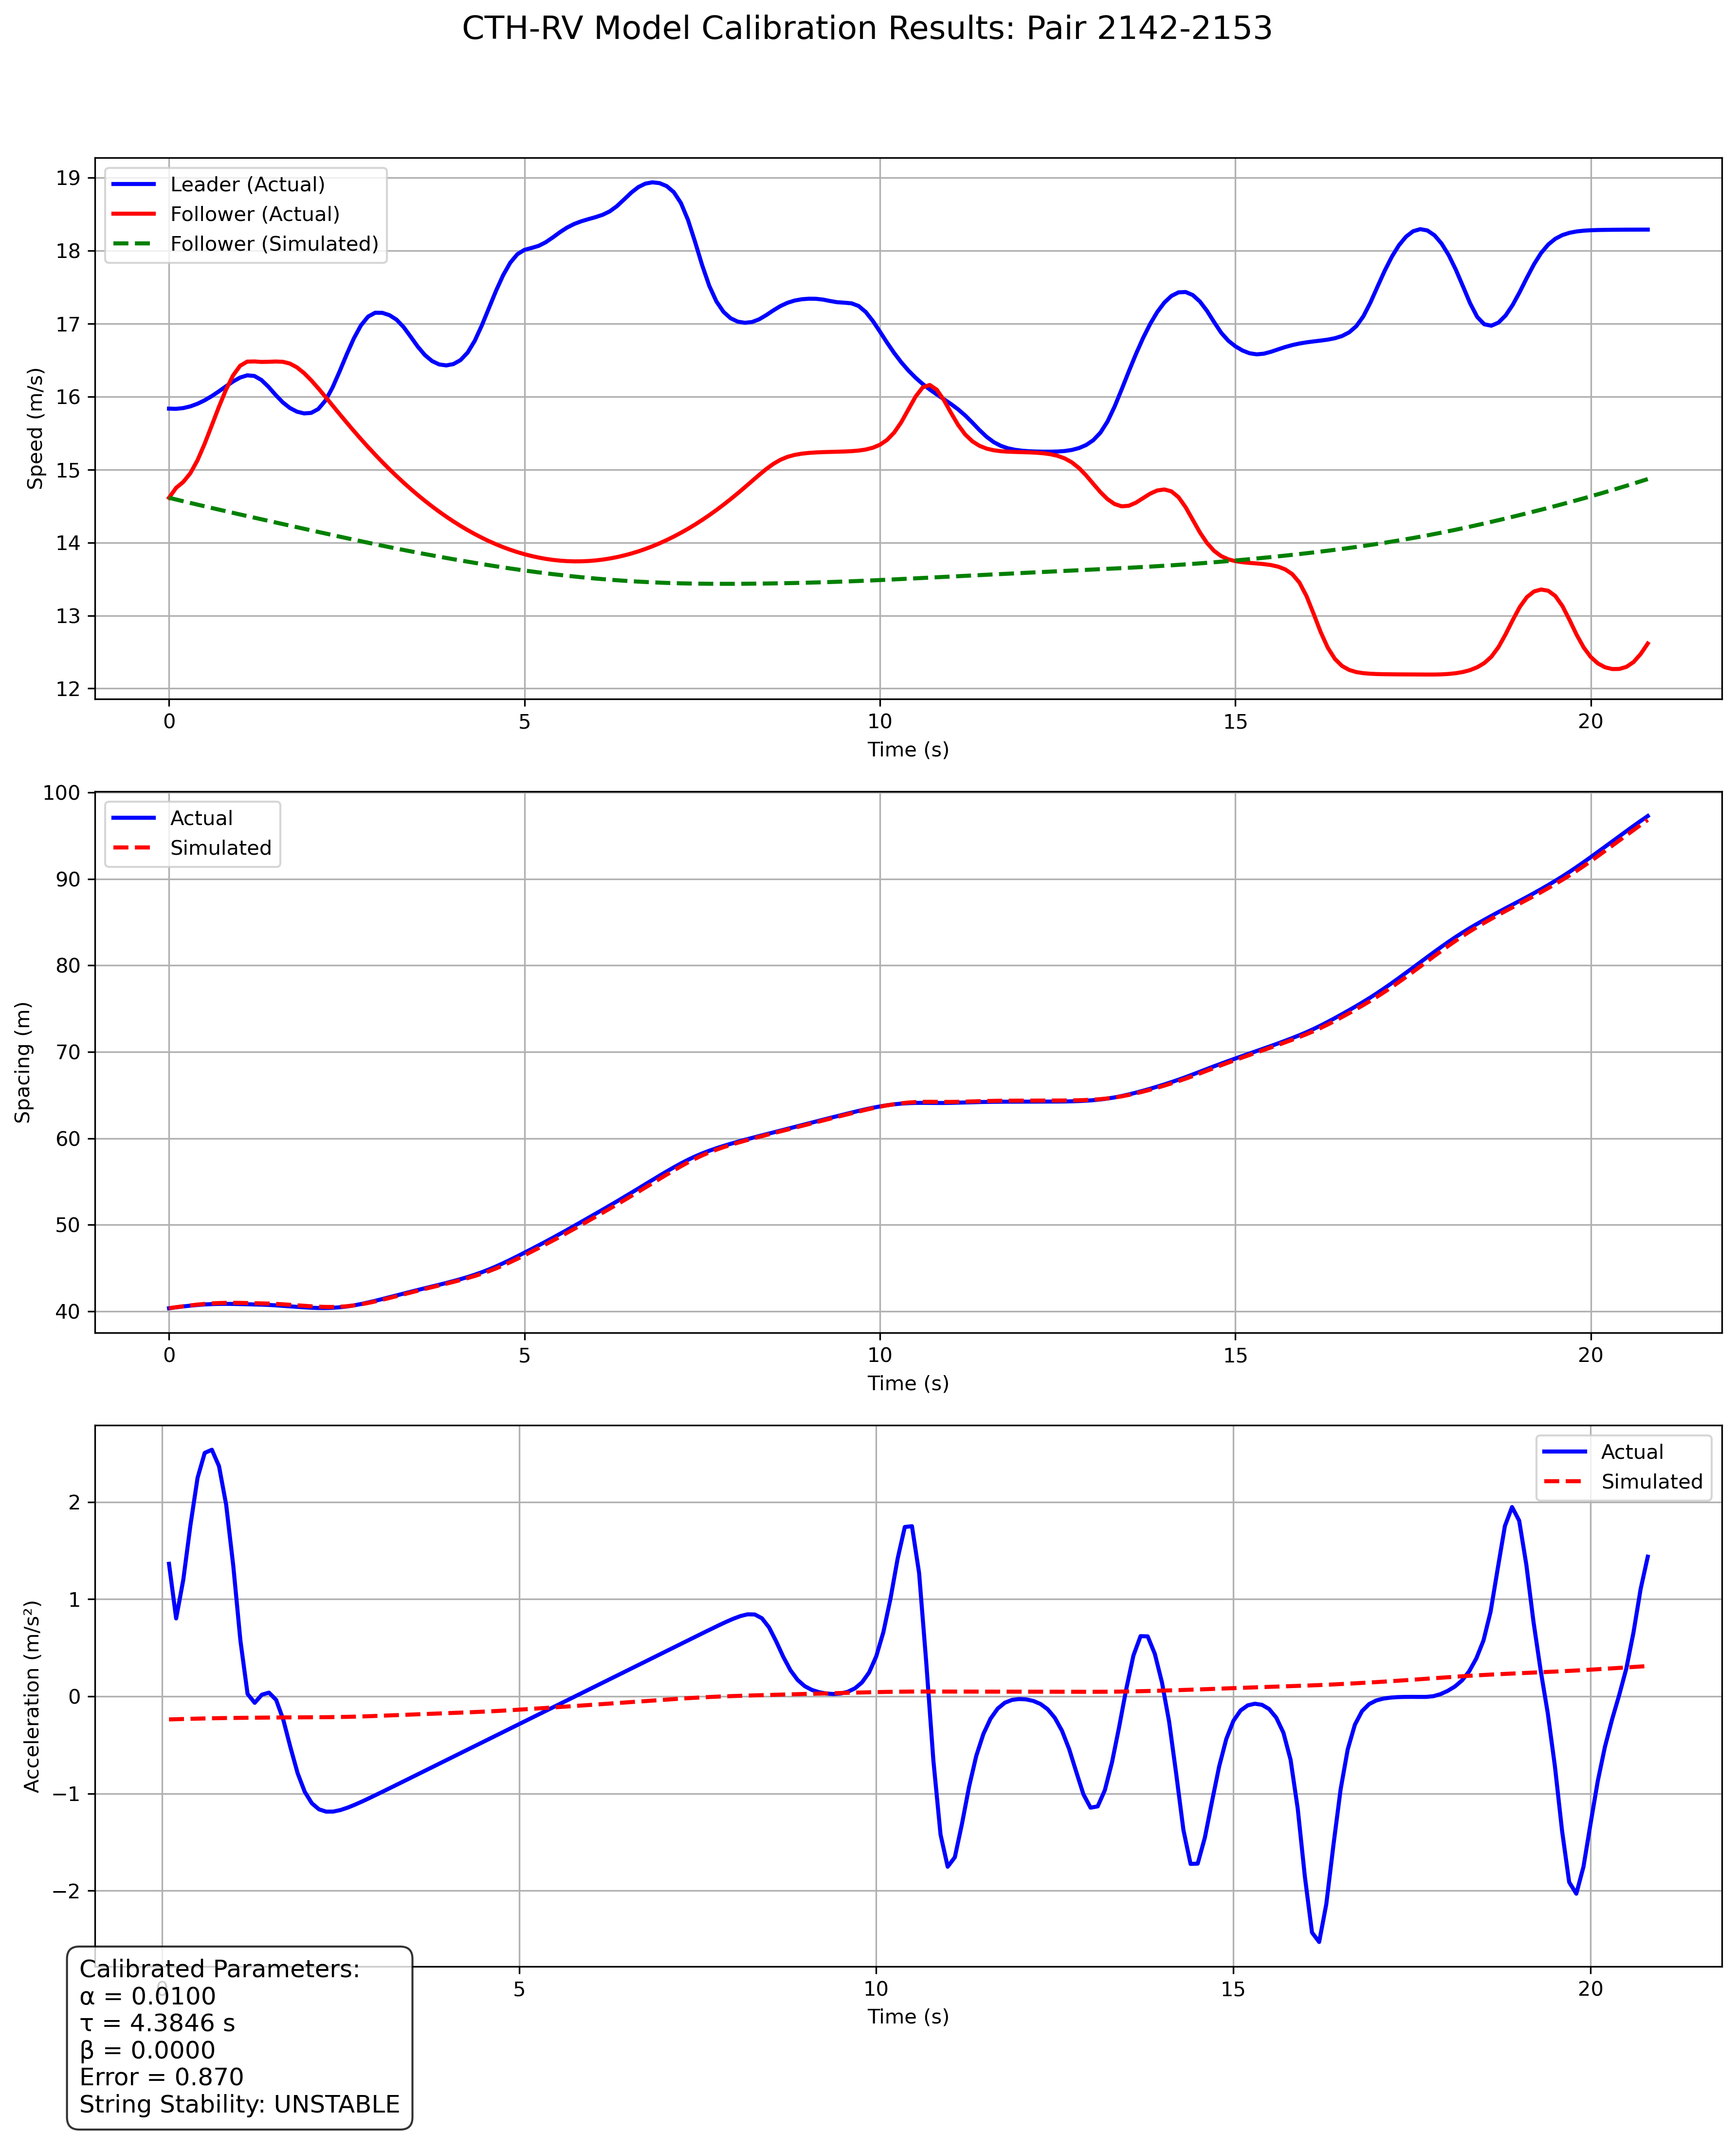 CTH-RV Model Calibration Results: Pair 2142-2153
Leader (Actual)
Follower (Actual)
Follower (Simulated)
Speed (m/s)
19
18
17
16
15
14
13
12
0 5 10 15 20
Time (s)
Actual
Simulated
Spacing (m)
100
90
80
70
60
50
40
0 5 10 15 20
Time (s)
Actual
Simulated
Acceleration (m/s²)
2
1
0
−1
−2
0 5 10 15 20
Time (s)
Calibrated Parameters:
α = 0.0100
τ = 4.3846 s
β = 0.0000
Error = 0.870
String Stability: UNSTABLE